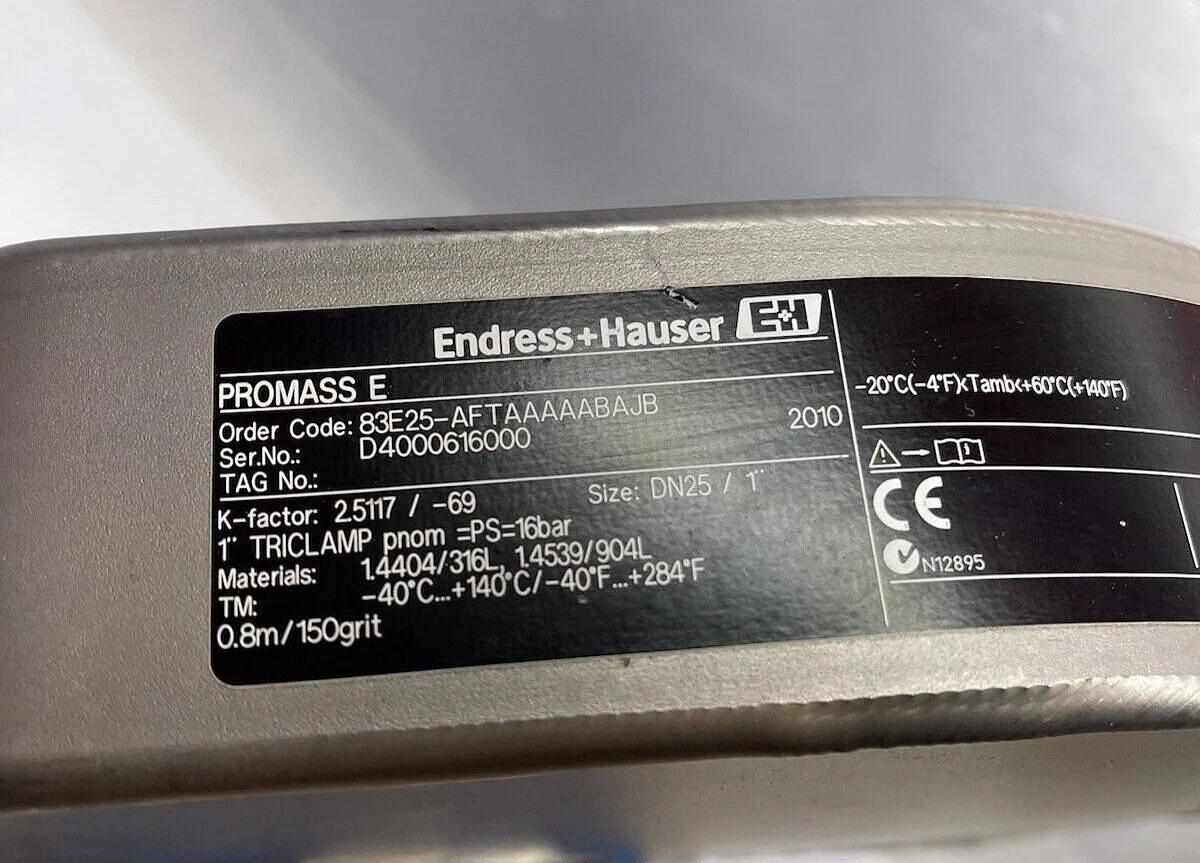 Endress+Hauser E+H
PROMASS E
Order Code: 83E25-AFTAAAAABAJB
Ser.No.: D4000616000 2010
TAG No.:
K-factor: 2.5117 / -69 Size: DN25 / 1"
1" TRICLAMP pnom =PS=16bar
Materials: 1.4404/316L, 1.4539/904L
TM: -40°C...+140°C/-40°F...+284°F
0.8m/150grit
-20°C(-4°F)<Tamb<+60°C(+140°F)
CE
N12895